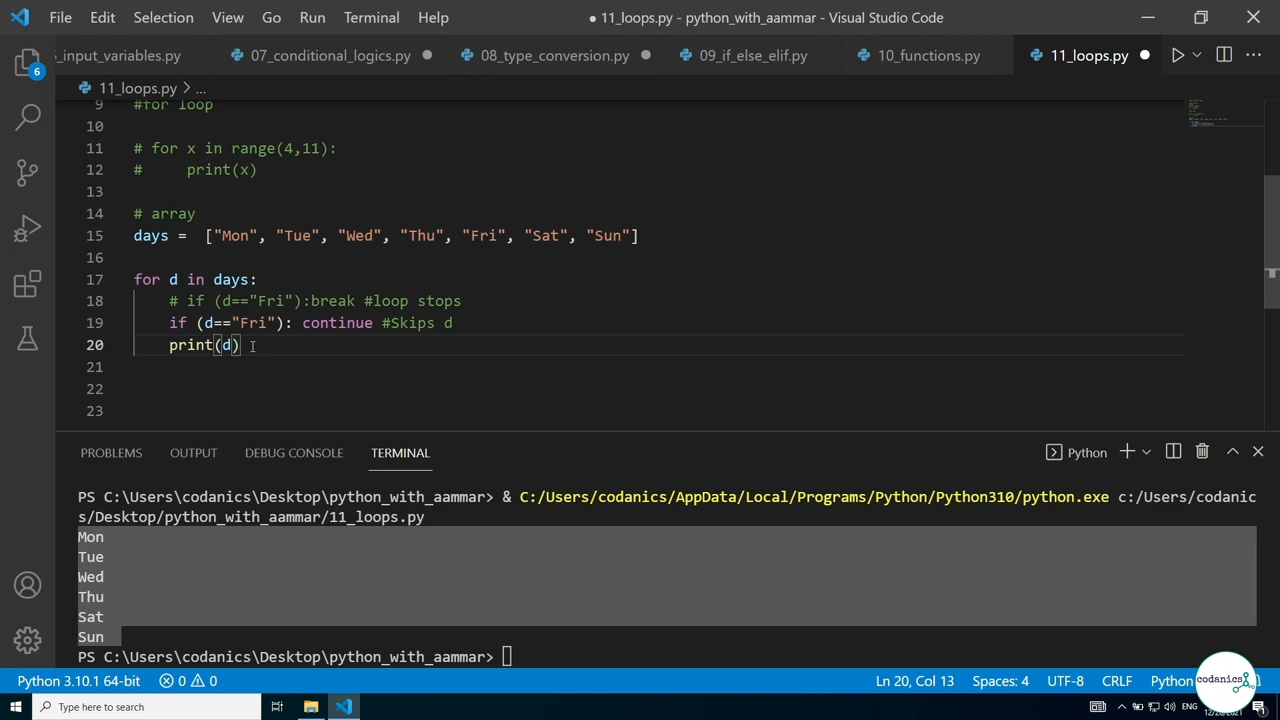 File Edit Selection View Go Run Terminal Help
● 11_loops.py - python_with_aammar - Visual Studio Code
_input_variables.py 07_conditional_logics.py 08_type_conversion.py 09_if_else_elif.py 10_functions.py 11_loops.py
6
11_loops.py > ...
9 #for loop
10
11 # for x in range(4,11):
12 #     print(x)
13
14 # array
15 days =  ["Mon", "Tue", "Wed", "Thu", "Fri", "Sat", "Sun"]
16
17 for d in days:
18     # if (d=="Fri"):break #loop stops
19     if (d=="Fri"): continue #Skips d
20     print(d)
21
22
23
PROBLEMS OUTPUT DEBUG CONSOLE TERMINAL Python
PS C:\Users\codanics\Desktop\python_with_aammar> & C:/Users/codanics/AppData/Local/Programs/Python/Python310/python.exe c:/Users/codanic
s/Desktop/python_with_aammar/11_loops.py
Mon
Tue
Wed
Thu
Sat
Sun
PS C:\Users\codanics\Desktop\python_with_aammar>
Python 3.10.1 64-bit 0 0 Ln 20, Col 13 Spaces: 4 UTF-8 CRLF Python
codanics
Type here to search ENG